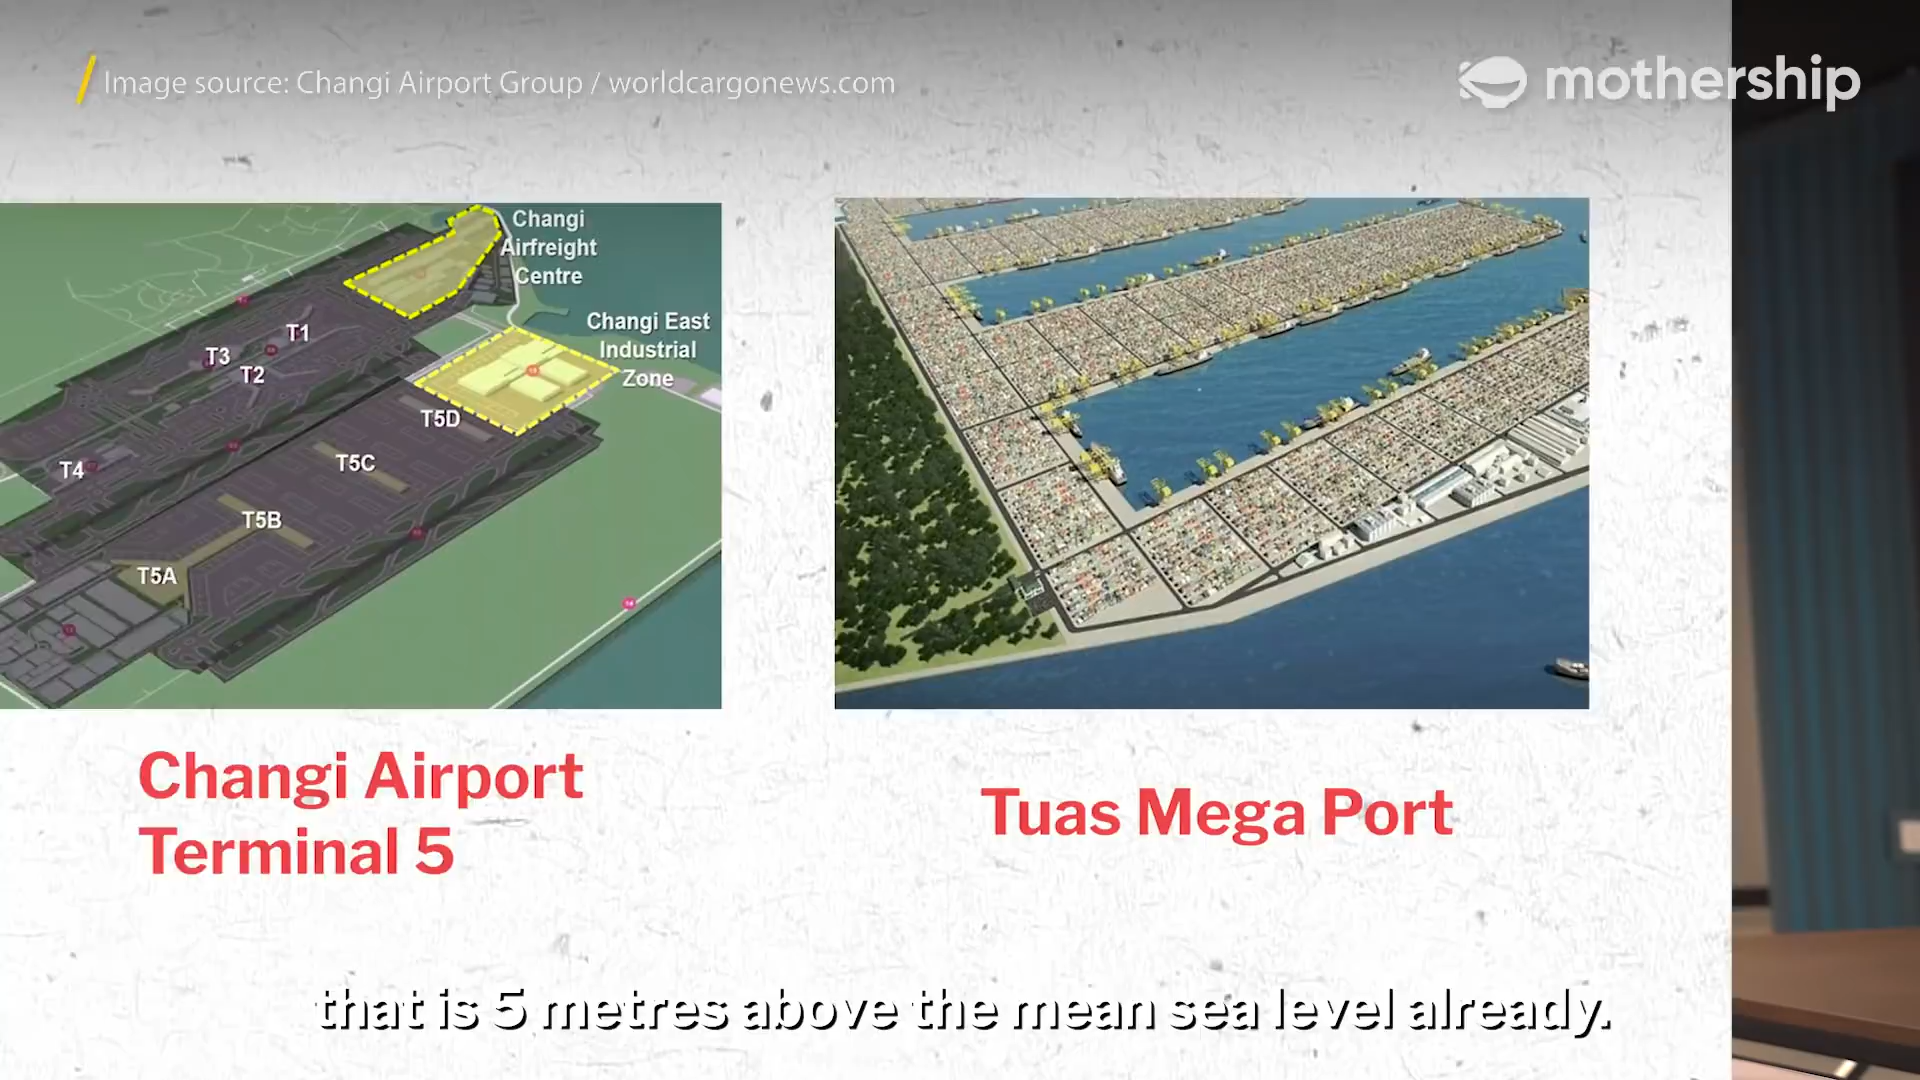 Image source: Changi Airport Group / worldcargonews.com
mothership
Changi
Airfreight
Centre
Changi East
Industrial
Zone
T1
T3
T2
T5D
T4
T5C
T5B
T5A
Changi Airport
Terminal 5
Tuas Mega Port
that is 5 metres above the mean sea level already.